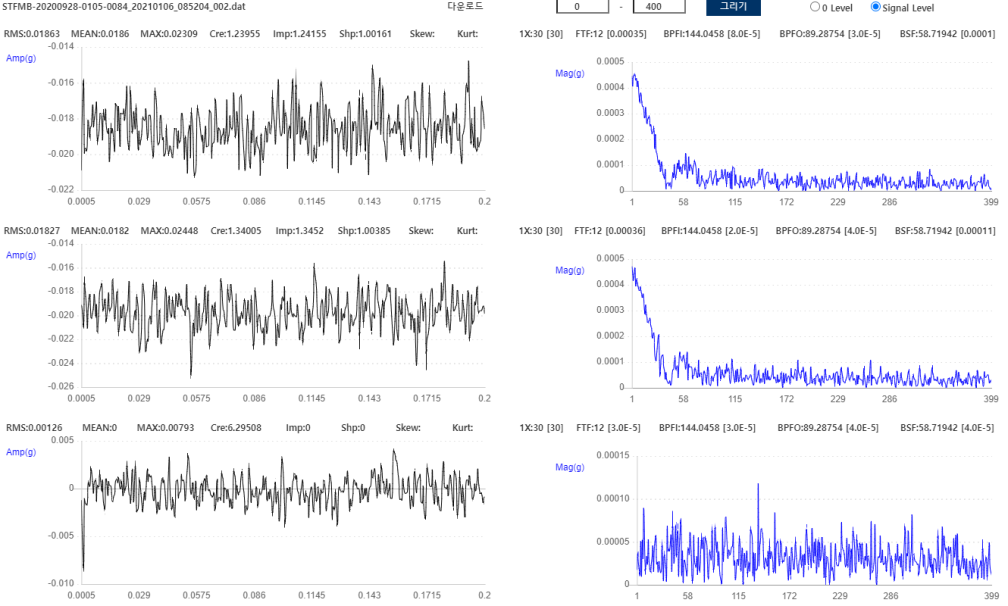 STFMB-20200928-0105-0084_20210106_085204_002.dat 다운로드 0 - 400 그리기 0 Level Signal Level
RMS:0.01863 MEAN:0.0186 MAX:0.02309 Cre:1.23955 Imp:1.24155 Shp:1.00161 Skew: Kurt:
Amp(g)
-0.014
-0.016
-0.018
-0.020
-0.022
0.0005 0.029 0.0575 0.086 0.1145 0.143 0.1715 0.2
1X:30 [30] FTF:12 [0.00035] BPFI:144.0458 [8.0E-5] BPFO:89.28754 [3.0E-5] BSF:58.71942 [0.0001]
Mag(g)
0.0005
0.0004
0.0003
0.0002
0.0001
0
1 58 115 172 229 286 399
RMS:0.01827 MEAN:0.0182 MAX:0.02448 Cre:1.34005 Imp:1.3452 Shp:1.00385 Skew: Kurt:
Amp(g)
-0.014
-0.016
-0.018
-0.020
-0.022
-0.024
-0.026
0.0005 0.029 0.0575 0.086 0.1145 0.143 0.1715 0.2
1X:30 [30] FTF:12 [0.00036] BPFI:144.0458 [2.0E-5] BPFO:89.28754 [4.0E-5] BSF:58.71942 [0.00011]
Mag(g)
0.0005
0.0004
0.0003
0.0002
0.0001
0
1 58 115 172 229 286 399
RMS:0.00126 MEAN:0 MAX:0.00793 Cre:6.29508 Imp:0 Shp:0 Skew: Kurt:
Amp(g)
0.005
0
-0.005
-0.010
0.0005 0.029 0.0575 0.086 0.1145 0.143 0.1715 0.2
1X:30 [30] FTF:12 [3.0E-5] BPFI:144.0458 [3.0E-5] BPFO:89.28754 [4.0E-5] BSF:58.71942 [4.0E-5]
Mag(g)
0.00015
0.00010
0.00005
0
1 58 115 172 229 286 399